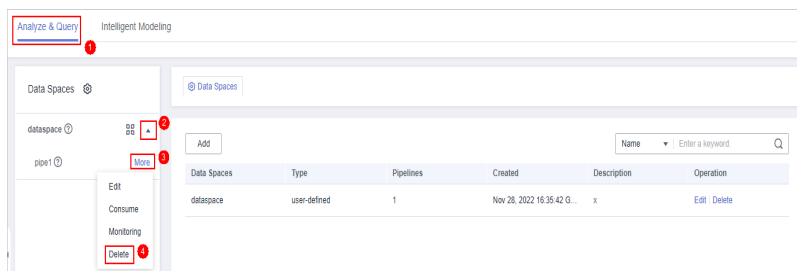 Analyze & Query Intelligent Modeling
1
Data Spaces
Data Spaces
dataspace 2
Add Name Enter a keyword
pipe1 More 3
Data Spaces Type Pipelines Created Description Operation
Edit
dataspace user-defined 1 Nov 28, 2022 16:35:42 G... x Edit Delete
Consume
Monitoring
Delete 4